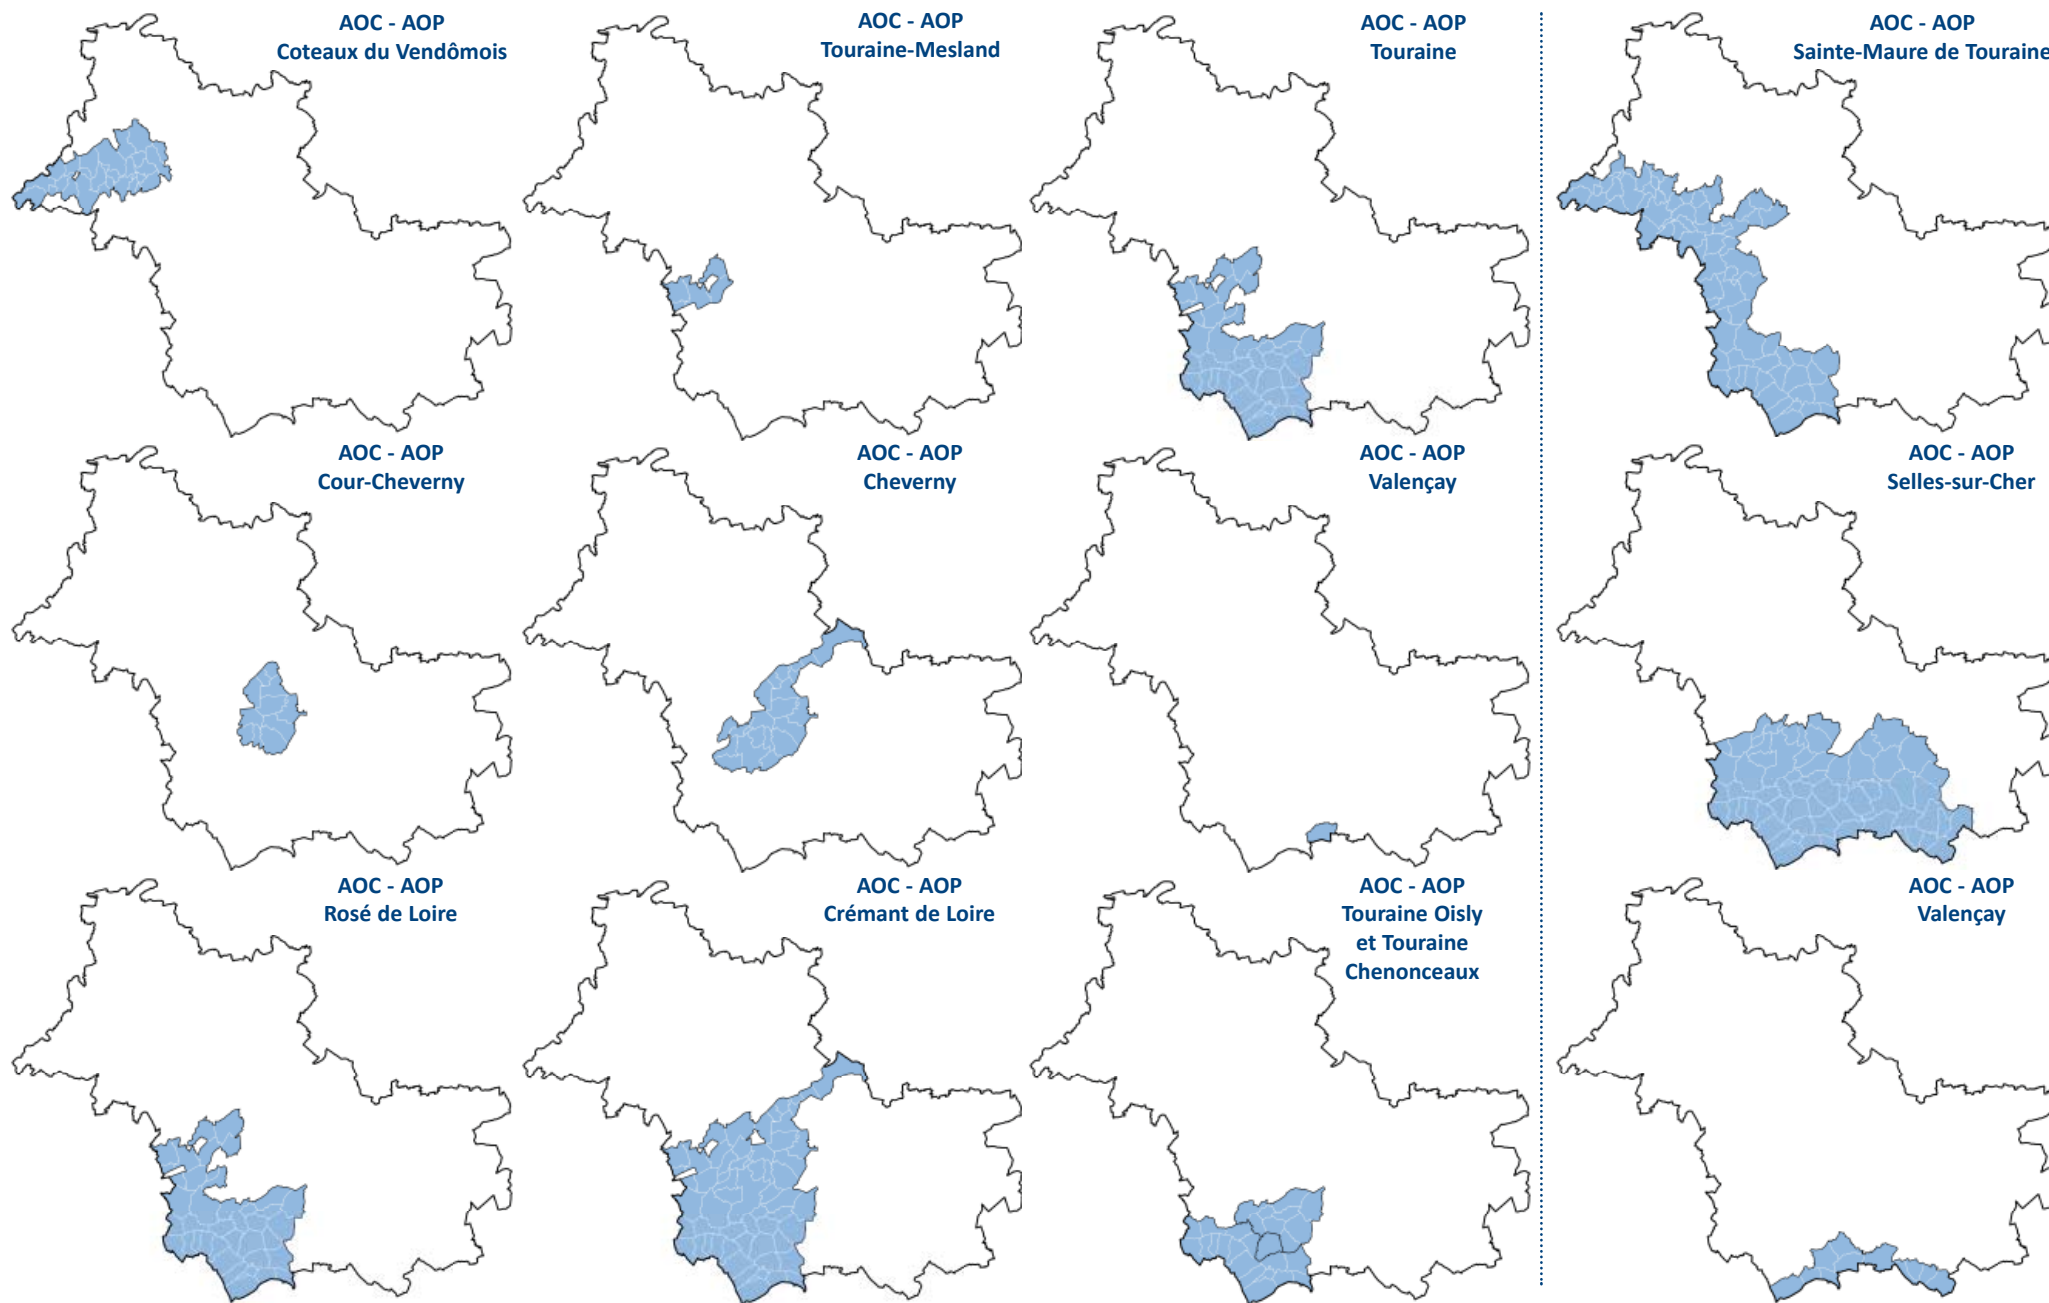 AOC - AOP
Coteaux du Vendômois
AOC - AOP
Touraine-Mesland
AOC - AOP
Touraine
AOC - AOP
Sainte-Maure de Touraine
AOC - AOP
Cour-Cheverny
AOC - AOP
Cheverny
AOC - AOP
Valençay
AOC - AOP
Selles-sur-Cher
AOC - AOP
Rosé de Loire
AOC - AOP
Crémant de Loire
AOC - AOP
Touraine Oisly
et Touraine
Chenonceaux
AOC - AOP
Valençay